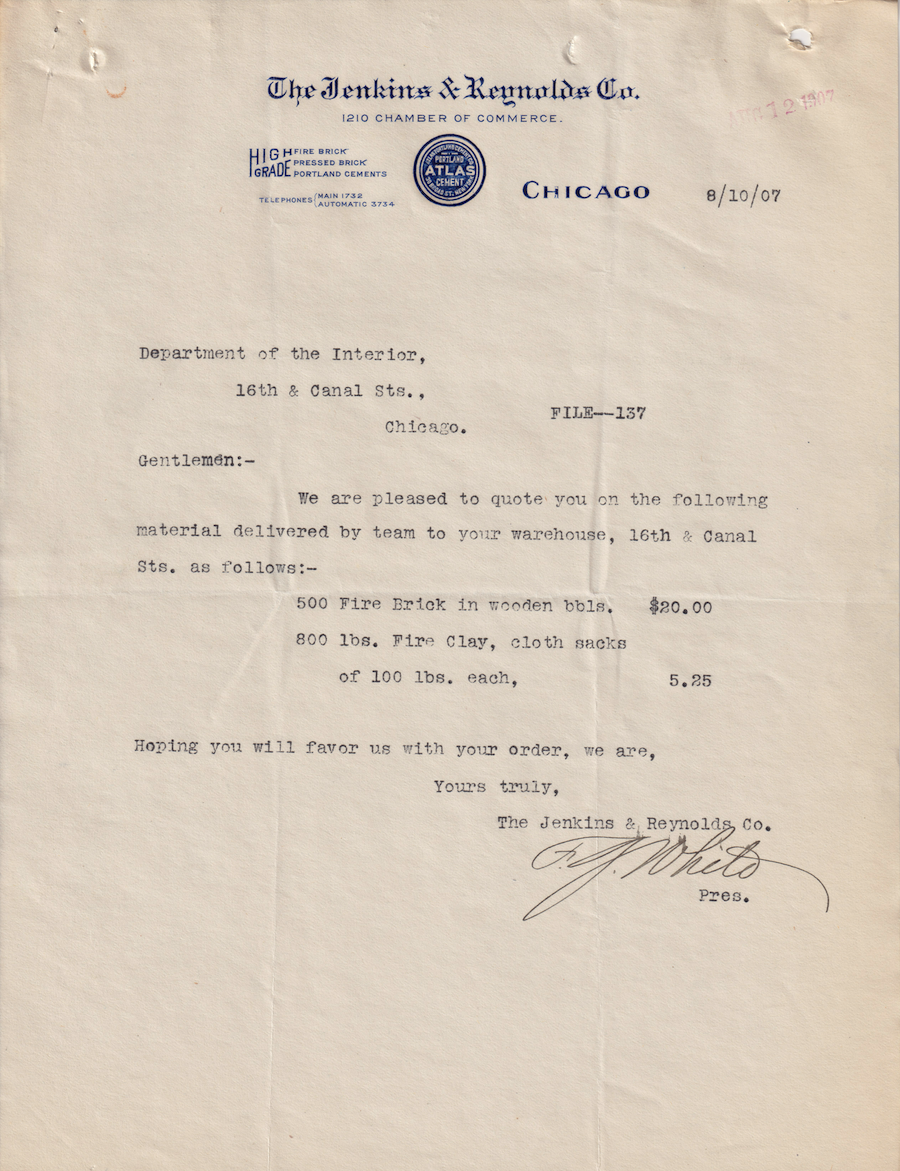 The Jenkins & Reynolds Co.
1210 CHAMBER OF COMMERCE.
HIGH GRADE
FIRE BRICK
PRESSED BRICK
PORTLAND CEMENTS
TELEPHONES
MAIN 1732
AUTOMATIC 3734
PORTLAND
ATLAS
CEMENT
CHICAGO
8/10/07
AUG 12 1907
Department of the Interior,
16th & Canal Sts.,
FILE--137
Chicago.
Gentlemen:-
We are pleased to quote you on the following
material delivered by team to your warehouse, 16th & Canal
Sts. as follows:-
500 Fire Brick in wooden bbls. $20.00
800 lbs. Fire Clay, cloth sacks
of 100 lbs. each, 5.25
Hoping you will favor us with your order, we are,
Yours truly,
The Jenkins & Reynolds Co.
F. J. White
Pres.